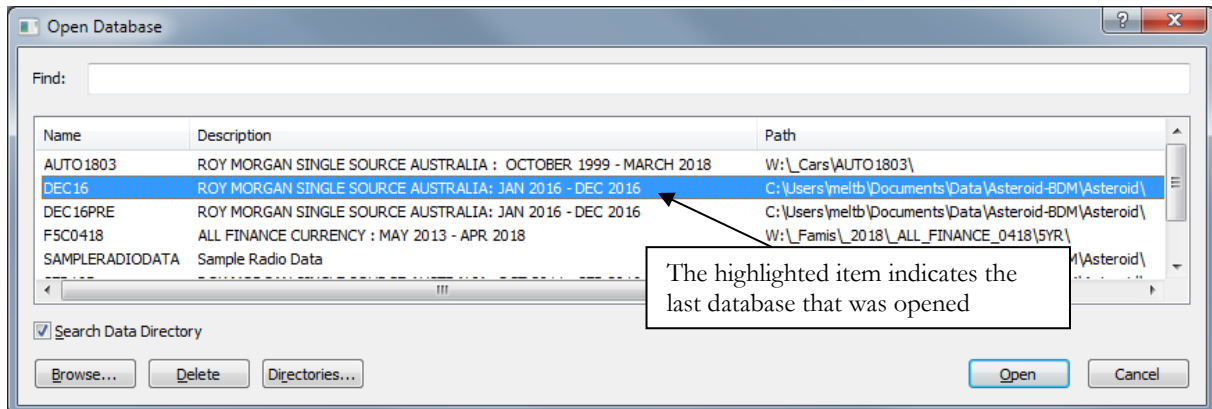 Open Database
Find:
Name Description Path
AUTO1803 ROY MORGAN SINGLE SOURCE AUSTRALIA : OCTOBER 1999 - MARCH 2018 W:\_Cars\AUTO1803\
DEC16 ROY MORGAN SINGLE SOURCE AUSTRALIA: JAN 2016 - DEC 2016 C:\Users\meltb\Documents\Data\Asteroid-BDM\Asteroid\
DEC16PRE ROY MORGAN SINGLE SOURCE AUSTRALIA: JAN 2016 - DEC 2016 C:\Users\meltb\Documents\Data\Asteroid-BDM\Asteroid\
F5C0418 ALL FINANCE CURRENCY : MAY 2013 - APR 2018 W:\_Famis\_2018\_ALL_FINANCE_0418\5YR\
SAMPLERADIODATA Sample Radio Data \Asteroid\
The highlighted item indicates the
last database that was opened
Search Data Directory
Browse... Delete Directories... Open Cancel